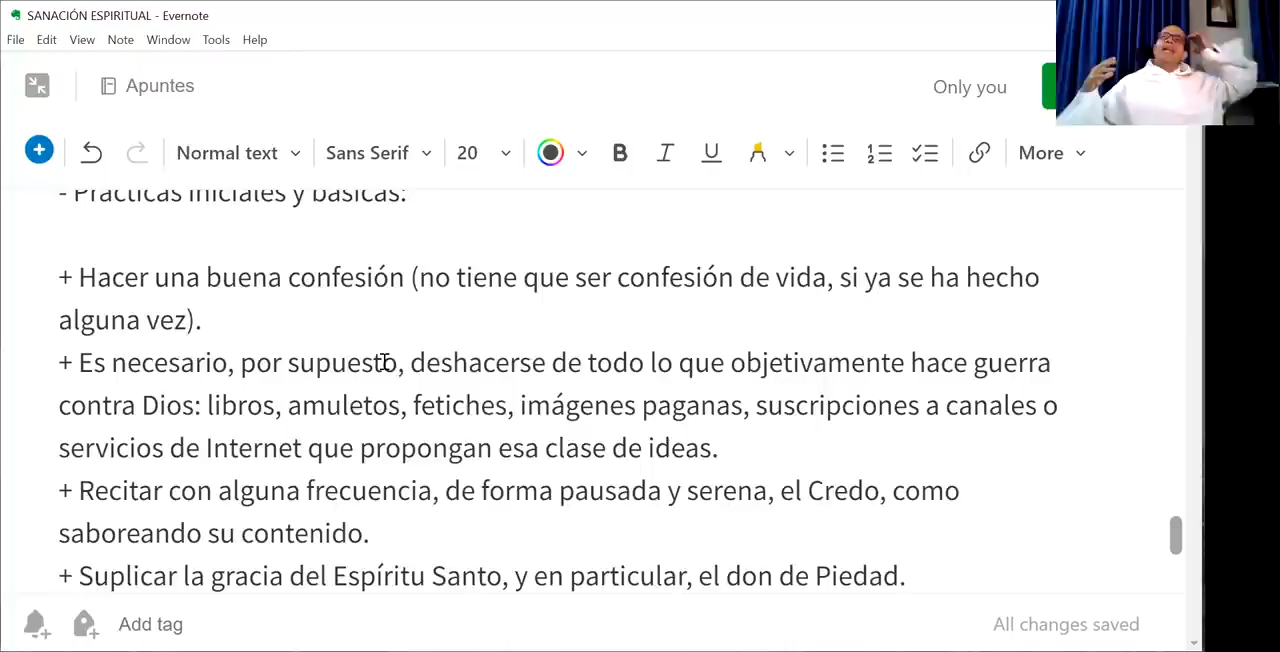 SANACIÓN ESPIRITUAL - Evernote
File Edit View Note Window Tools Help
Apuntes
Only you
Normal text
Sans Serif
20
B I U
More
- Prácticas iniciales y básicas:
+ Hacer una buena confesión (no tiene que ser confesión de vida, si ya se ha hecho
alguna vez).
+ Es necesario, por supuesto, deshacerse de todo lo que objetivamente hace guerra
contra Dios: libros, amuletos, fetiches, imágenes paganas, suscripciones a canales o
servicios de Internet que propongan esa clase de ideas.
+ Recitar con alguna frecuencia, de forma pausada y serena, el Credo, como
saboreando su contenido.
+ Suplicar la gracia del Espíritu Santo, y en particular, el don de Piedad.
Add tag
All changes saved